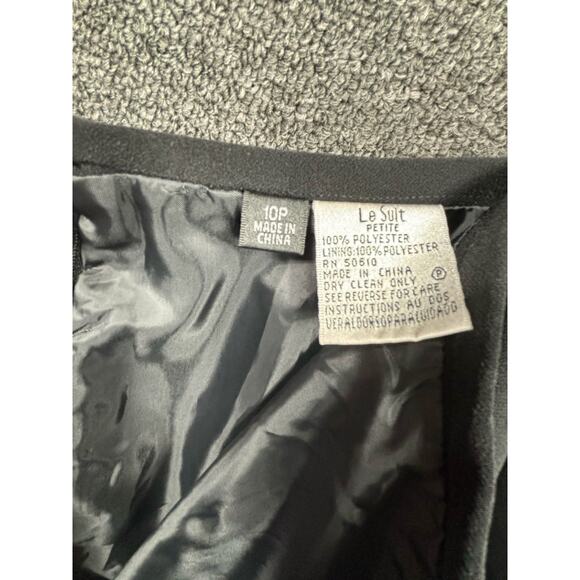 10P
MADE IN
CHINA
Le Suit
PETITE
100% POLYESTER
LINING:100% POLYESTER
RN 50610
MADE IN CHINA
DRY CLEAN ONLY
P
SEE REVERSE FOR CARE
INSTRUCTIONS AU DOS